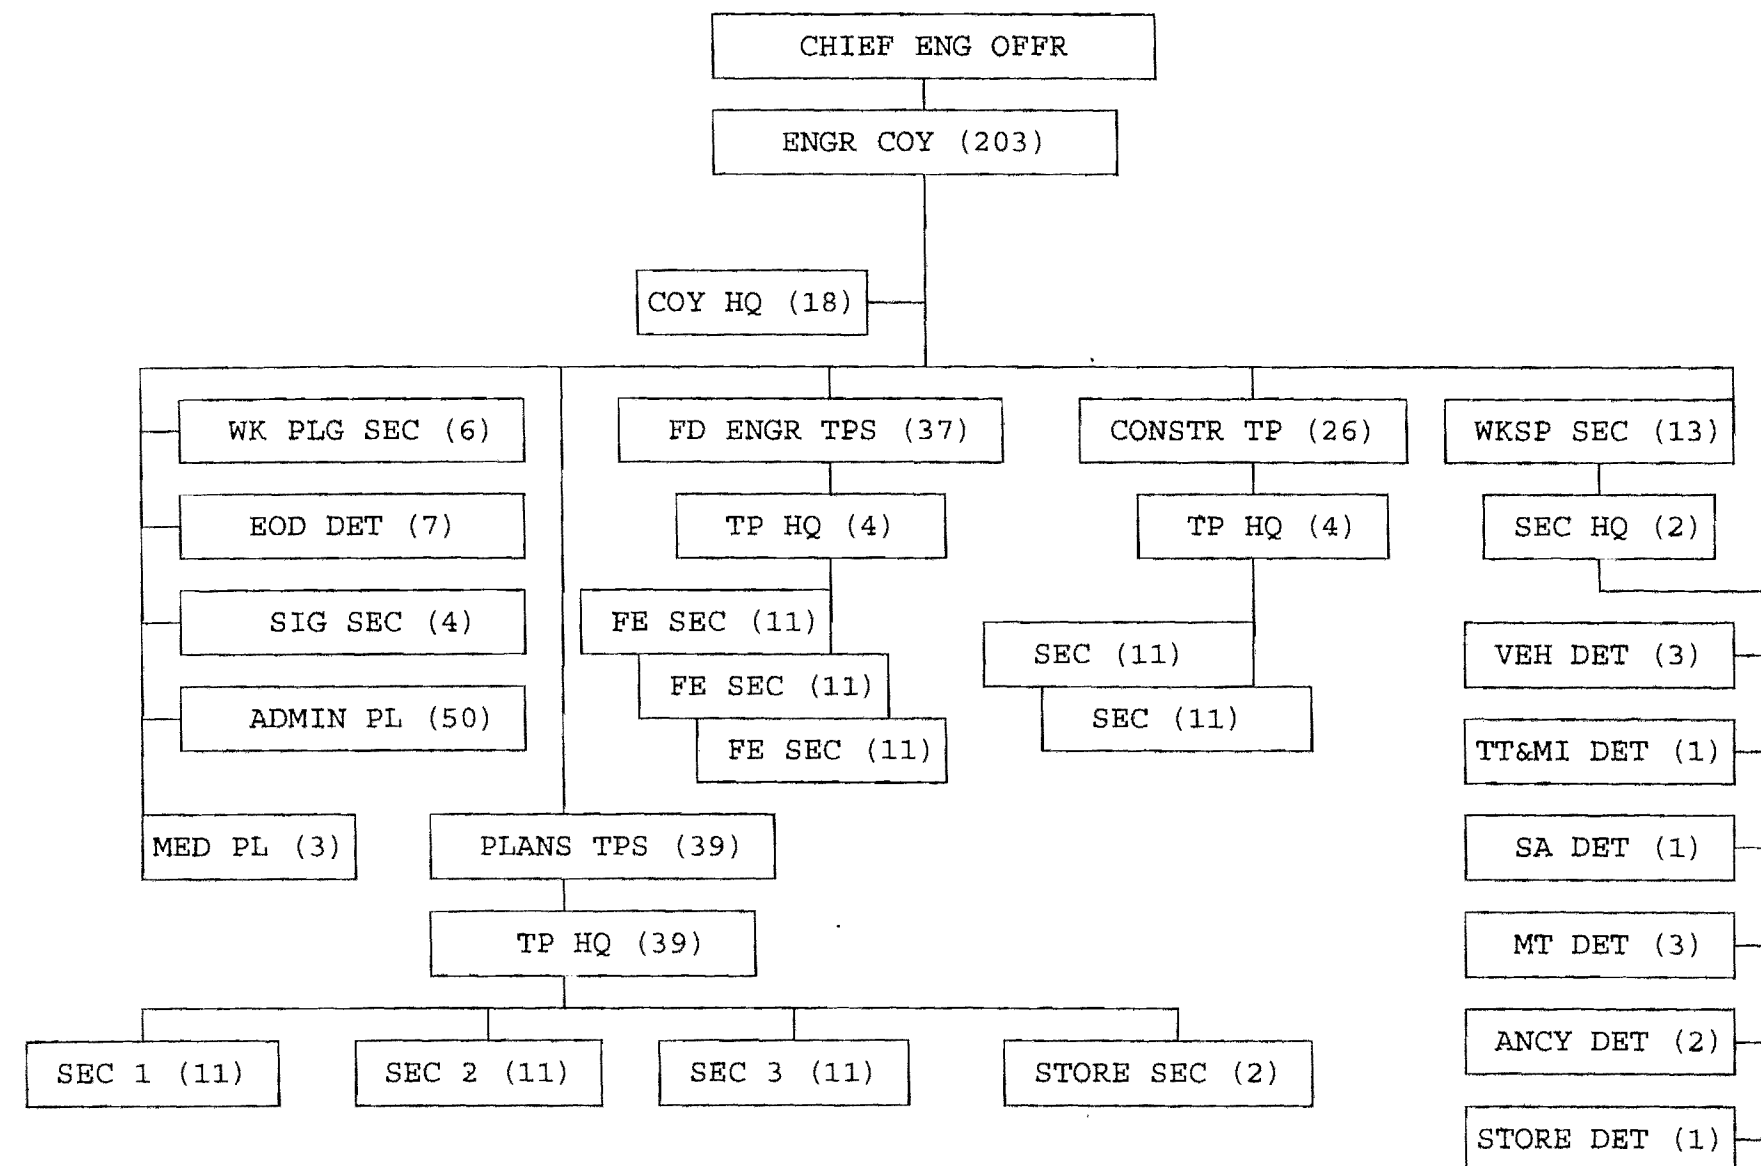 CHIEF ENG OFFR
ENGR COY (203)
COY HQ (18)
WK PLG SEC (6)
FD ENGR TPS (37)
CONSTR TP (26)
WKSP SEC (13)
EOD DET (7)
TP HQ (4)
TP HQ (4)
SEC HQ (2)
SIG SEC (4)
FE SEC (11)
SEC (11)
VEH DET (3)
FE SEC (11)
ADMIN PL (50)
SEC (11)
FE SEC (11)
TT&MI DET (1)
MED PL (3)
PLANS TPS (39)
SA DET (1)
TP HQ (39)
MT DET (3)
ANCY DET (2)
SEC 1 (11)
SEC 2 (11)
SEC 3 (11)
STORE SEC (2)
STORE DET (1)